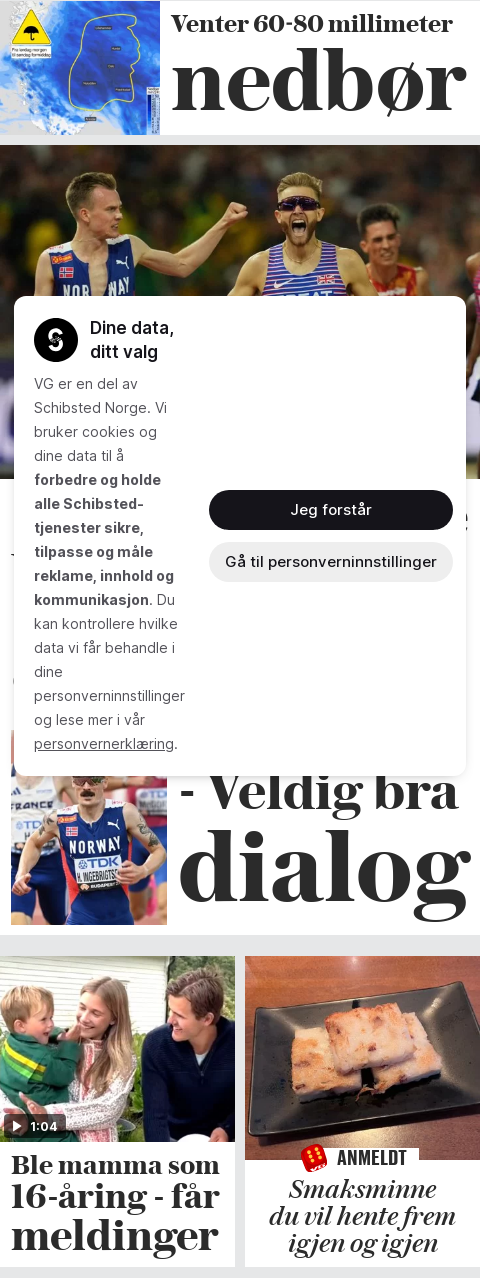 Fra lørdag morgen
til søndag formiddag
Venter 60-80 millimeter
nedbør
NORWAY
Dine data,
ditt valg
VG er en del av
Schibsted Norge. Vi
bruker cookies og
dine data til å
forbedre og holde
alle Schibsted-
tjenester sikre,
tilpasse og måle
reklame, innhold og
kommunikasjon. Du
kan kontrollere hvilke
data vi får behandle i
dine
personverninnstillinger
og lese mer i vår
personvernerklæring.
Jeg forstår
Gå til personverninnstillinger
- Veldig bra
dialog
FRANCE
NORWAY
TDK
H. INGEBRIGTSEN
BUDAPEST
1:04
Ble mamma som
16-åring - får
meldinger
ANMELDT
Smaksminne
du vil hente frem
igjen og igjen